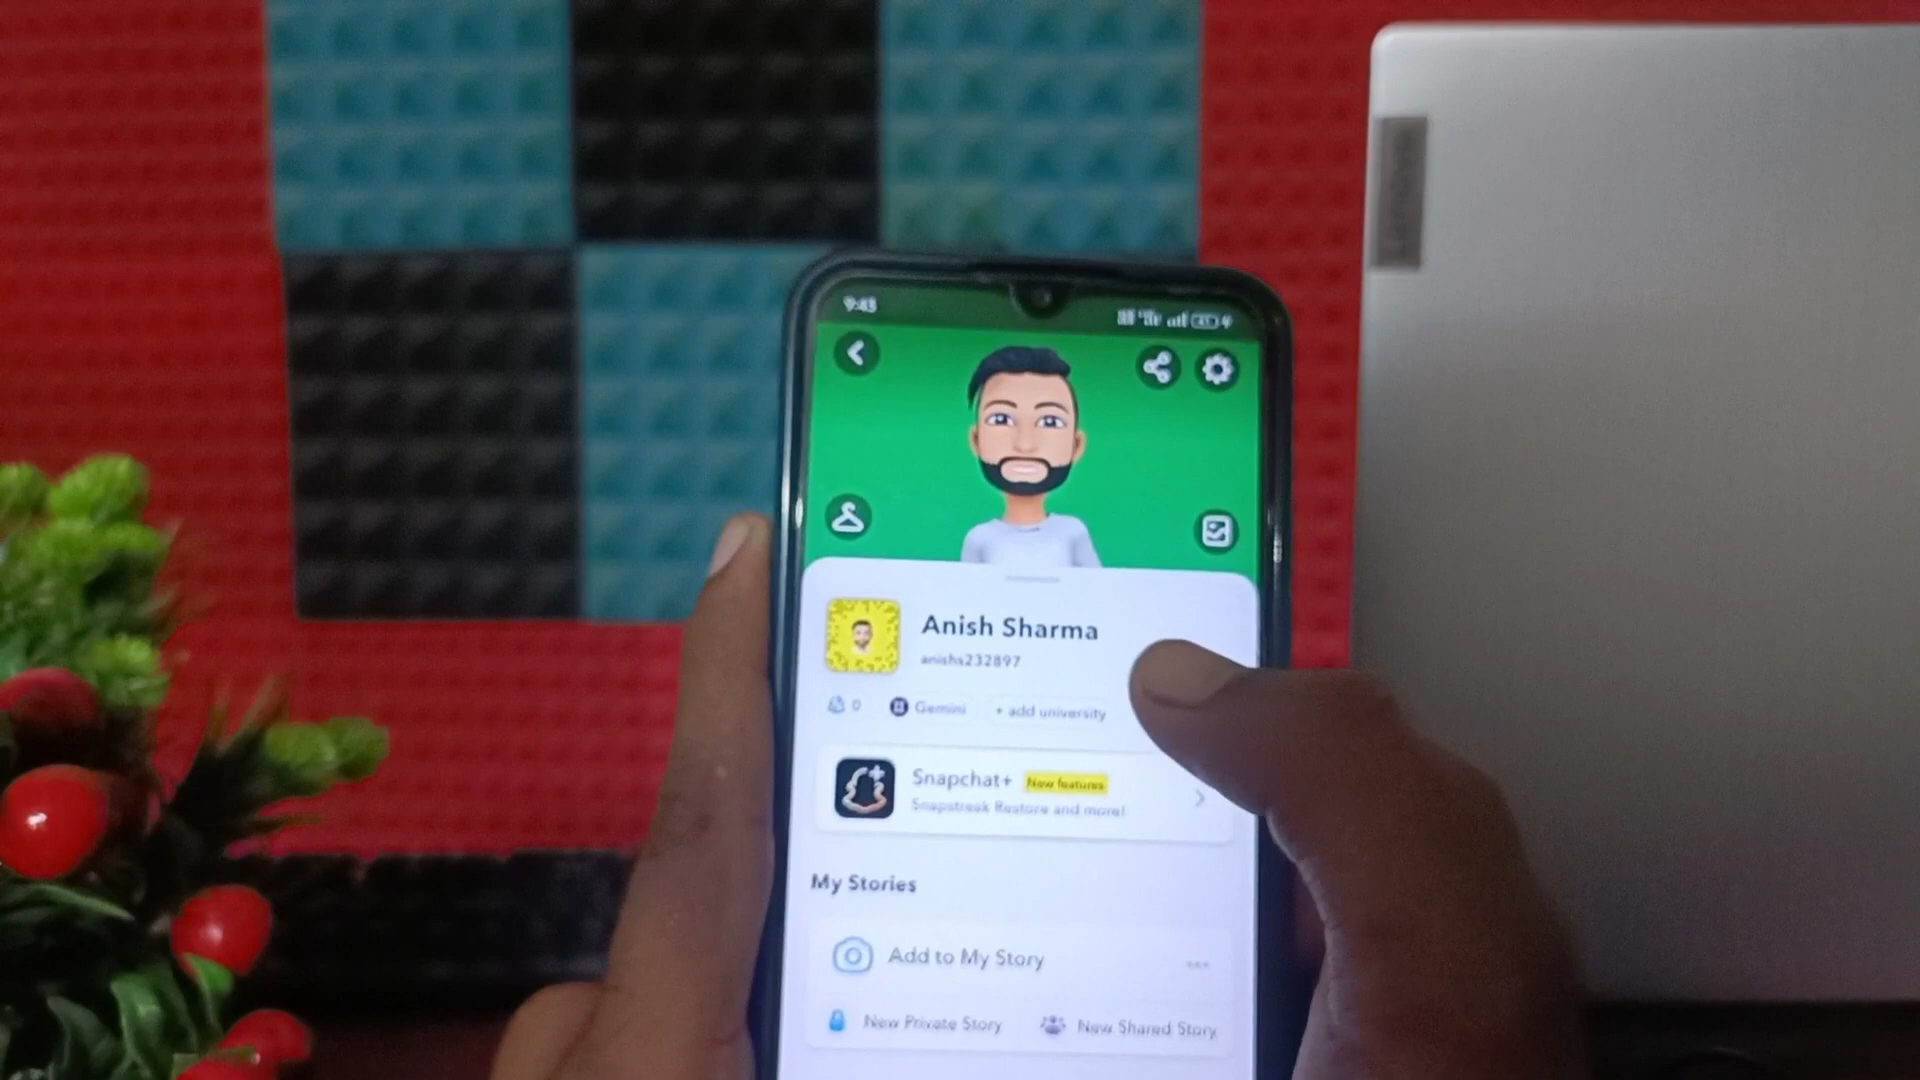 9:45
Anish Sharma
anishs232897
0 Gemini + add university
Snapchat+ New features
Snapstreak Restore and more!
My Stories
Add to My Story
New Private Story New Shared Story